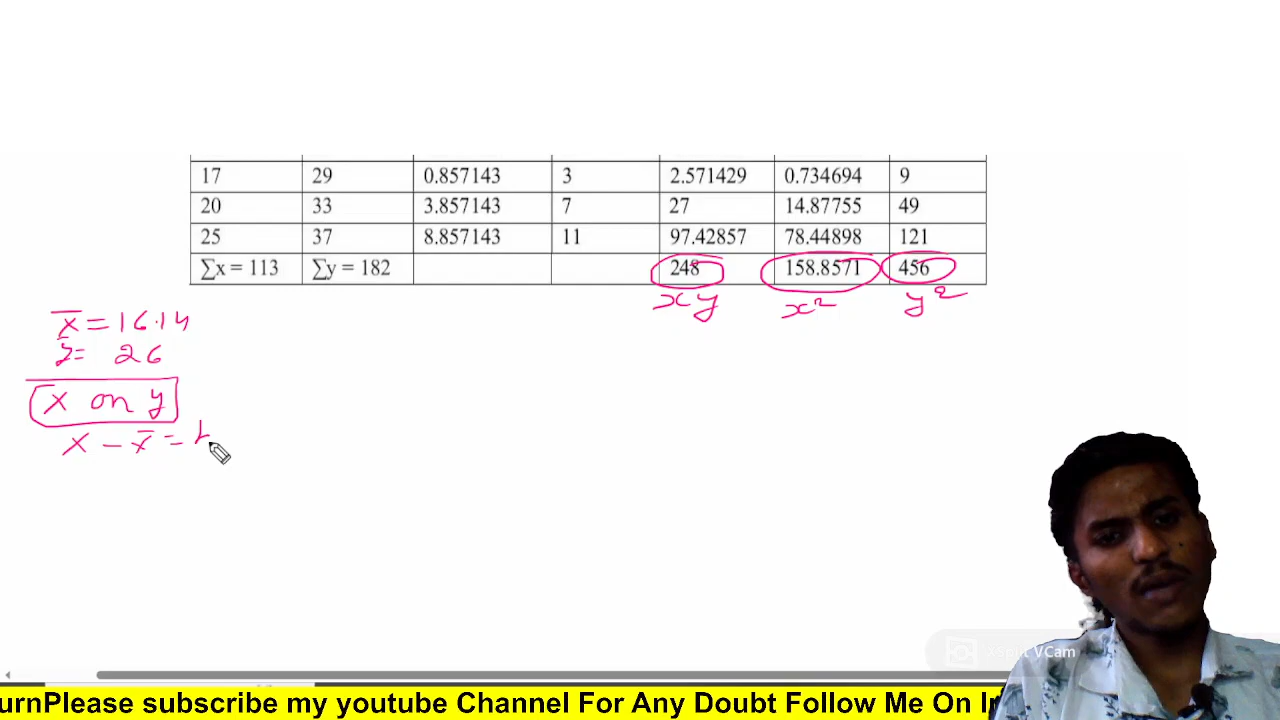 17 29 0.857143 3 2.571429 0.734694 9
20 33 3.857143 7 27 14.87755 49
25 37 8.857143 11 97.42857 78.44898 121
∑x = 113 ∑y = 182 248 158.8571 456
xy x² y²
x̄ = 16.14
ȳ = 26
x on y
x - x̄ =
XSplit VCam
urnPlease subscribe my youtube Channel For Any Doubt Follow Me On